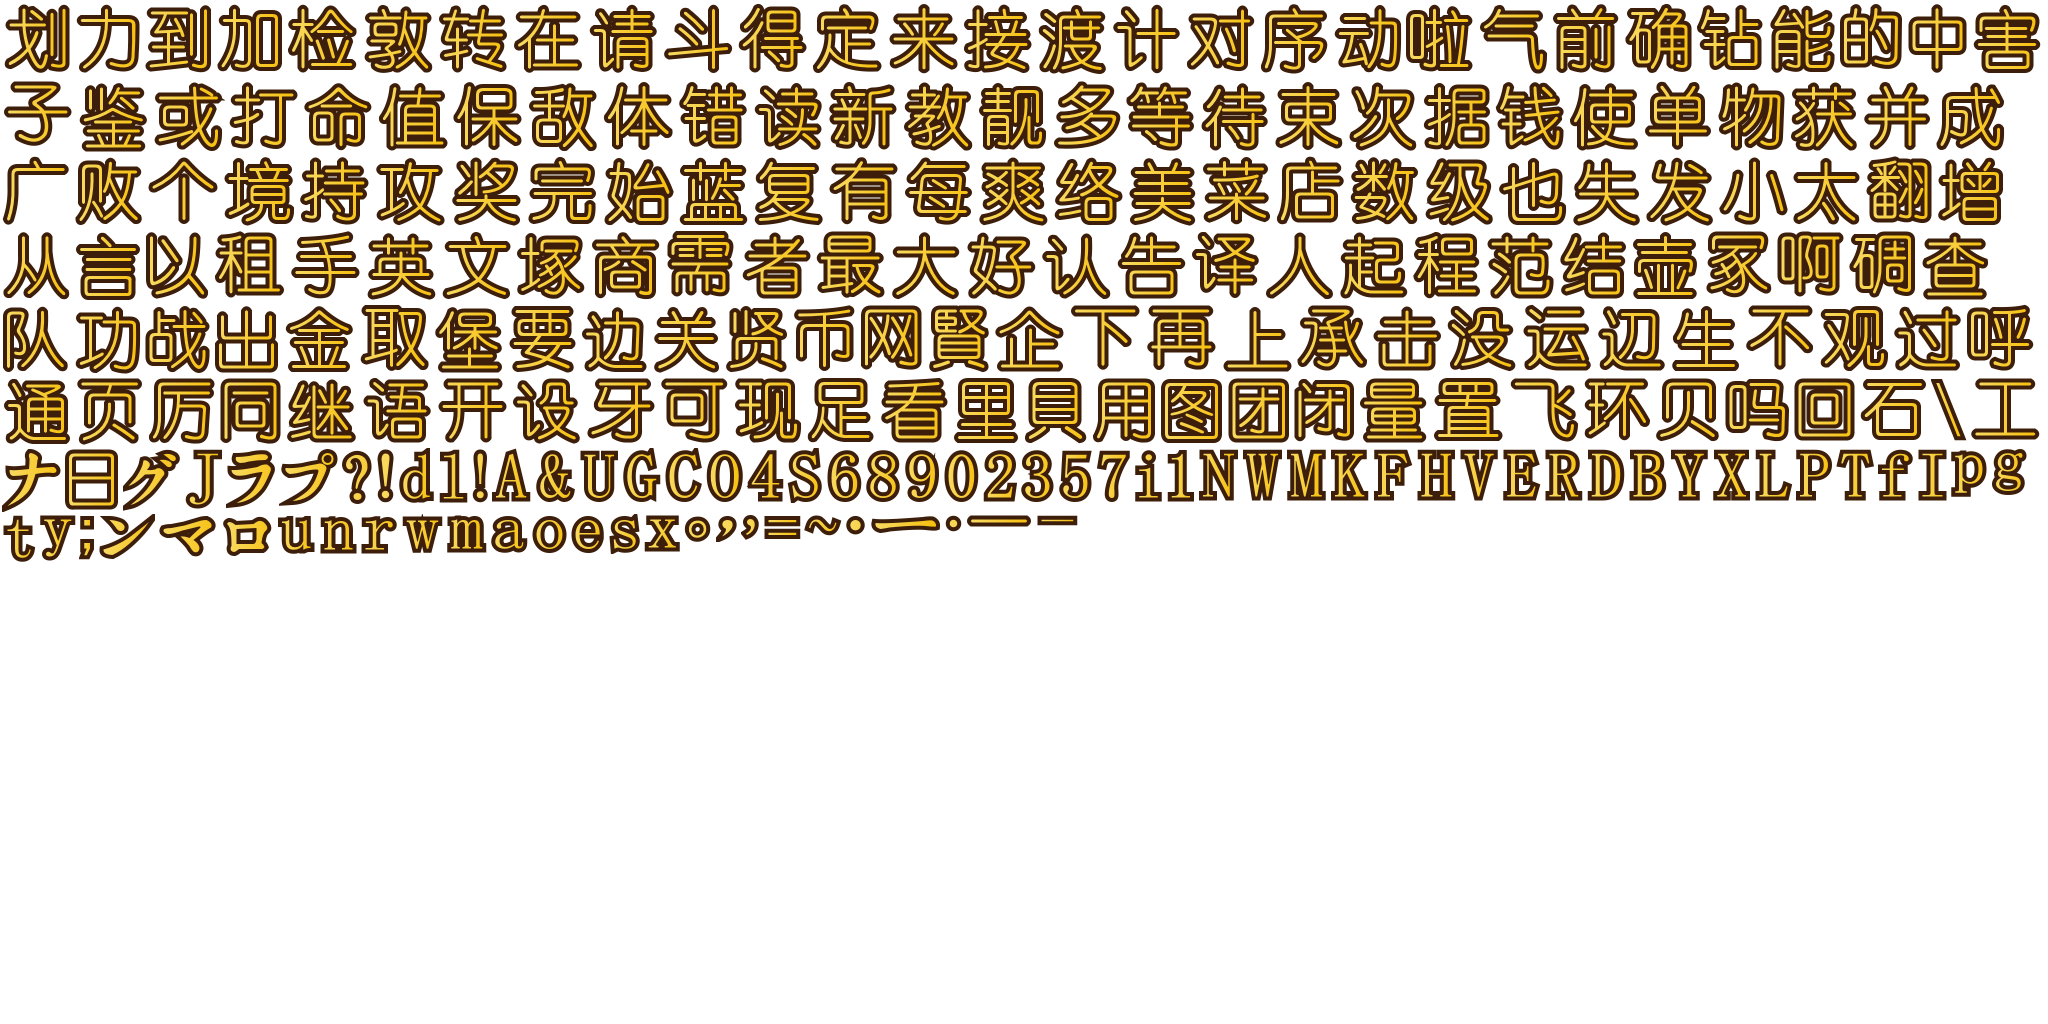 划力到加检敦转在请斗得定来接渡计对序动啦气前确钻能的中害
子鉴或打命值保敌体错读新教靓多等待束次据钱使单物获并成
广败个境持攻奖完始蓝复有每爽络美菜店数级也失发小太翻增
从言以租手英文塚商需者最大好认告译人起程范结壶冢啊碉查
队功战出金取堡要边关贤币网賢企下再上承击没运辺生不观过呼
通页厉同继语开设牙可现足看里貝用图团闭量置飞环贝吗回石\工
ナ日グJラプ?!dl!A&UGCO4S68902357i1NWMKFHVERDBYXLPTfIpg
ty;ンマロunrwmaoesx。,,=~·一·—-